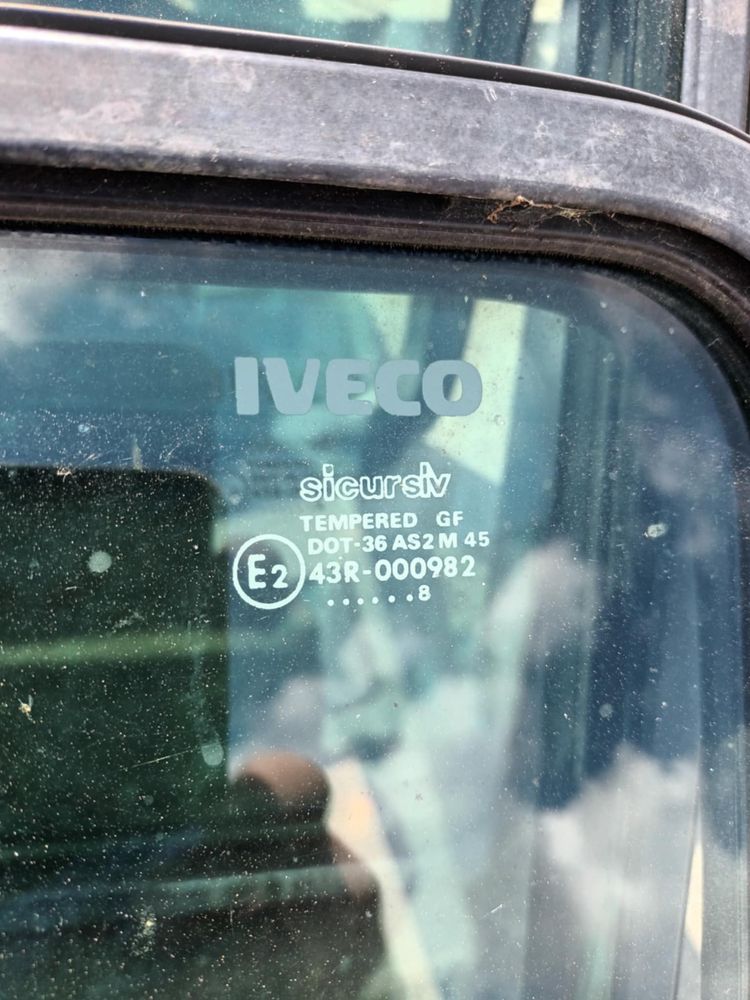 IVECO
sicursiv
TEMPERED GF
DOT-36 AS2 M 45
E2 43R-000982
......8